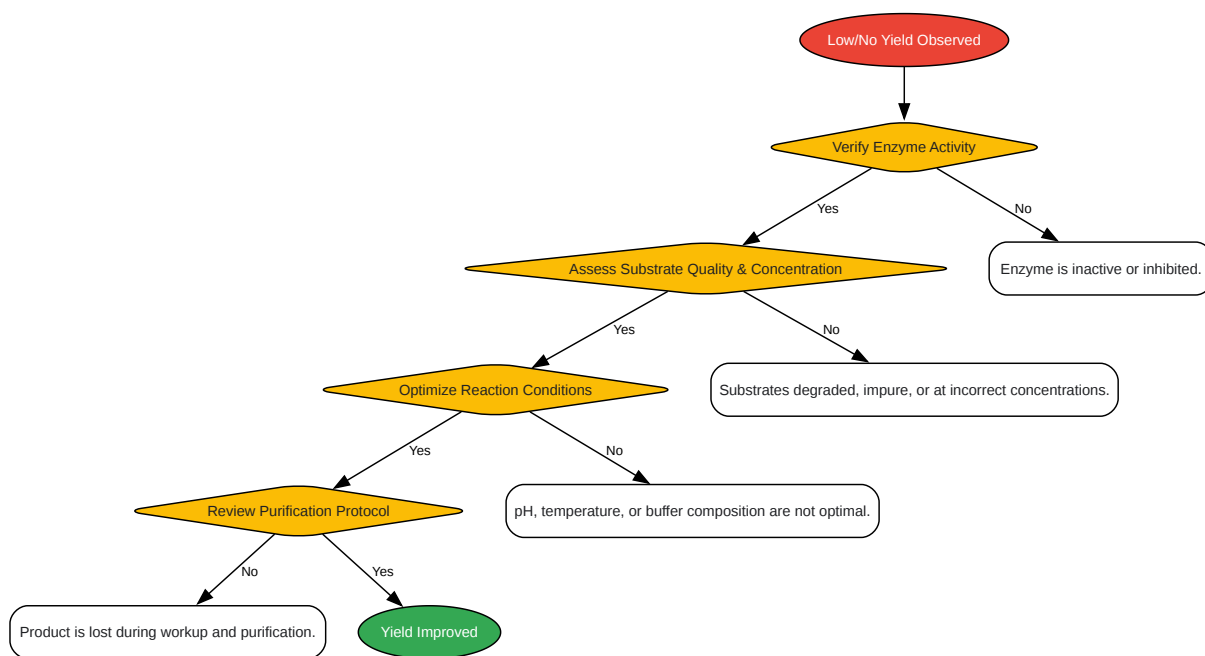 Low/No Yield Observed
Verify Enzyme Activity
Yes
No
Assess Substrate Quality & Concentration
Enzyme is inactive or inhibited.
Yes
No
Optimize Reaction Conditions
Substrates degraded, impure, or at incorrect concentrations.
Yes
No
Review Purification Protocol
pH, temperature, or buffer composition are not optimal.
No
Yes
Product is lost during workup and purification.
Yield Improved